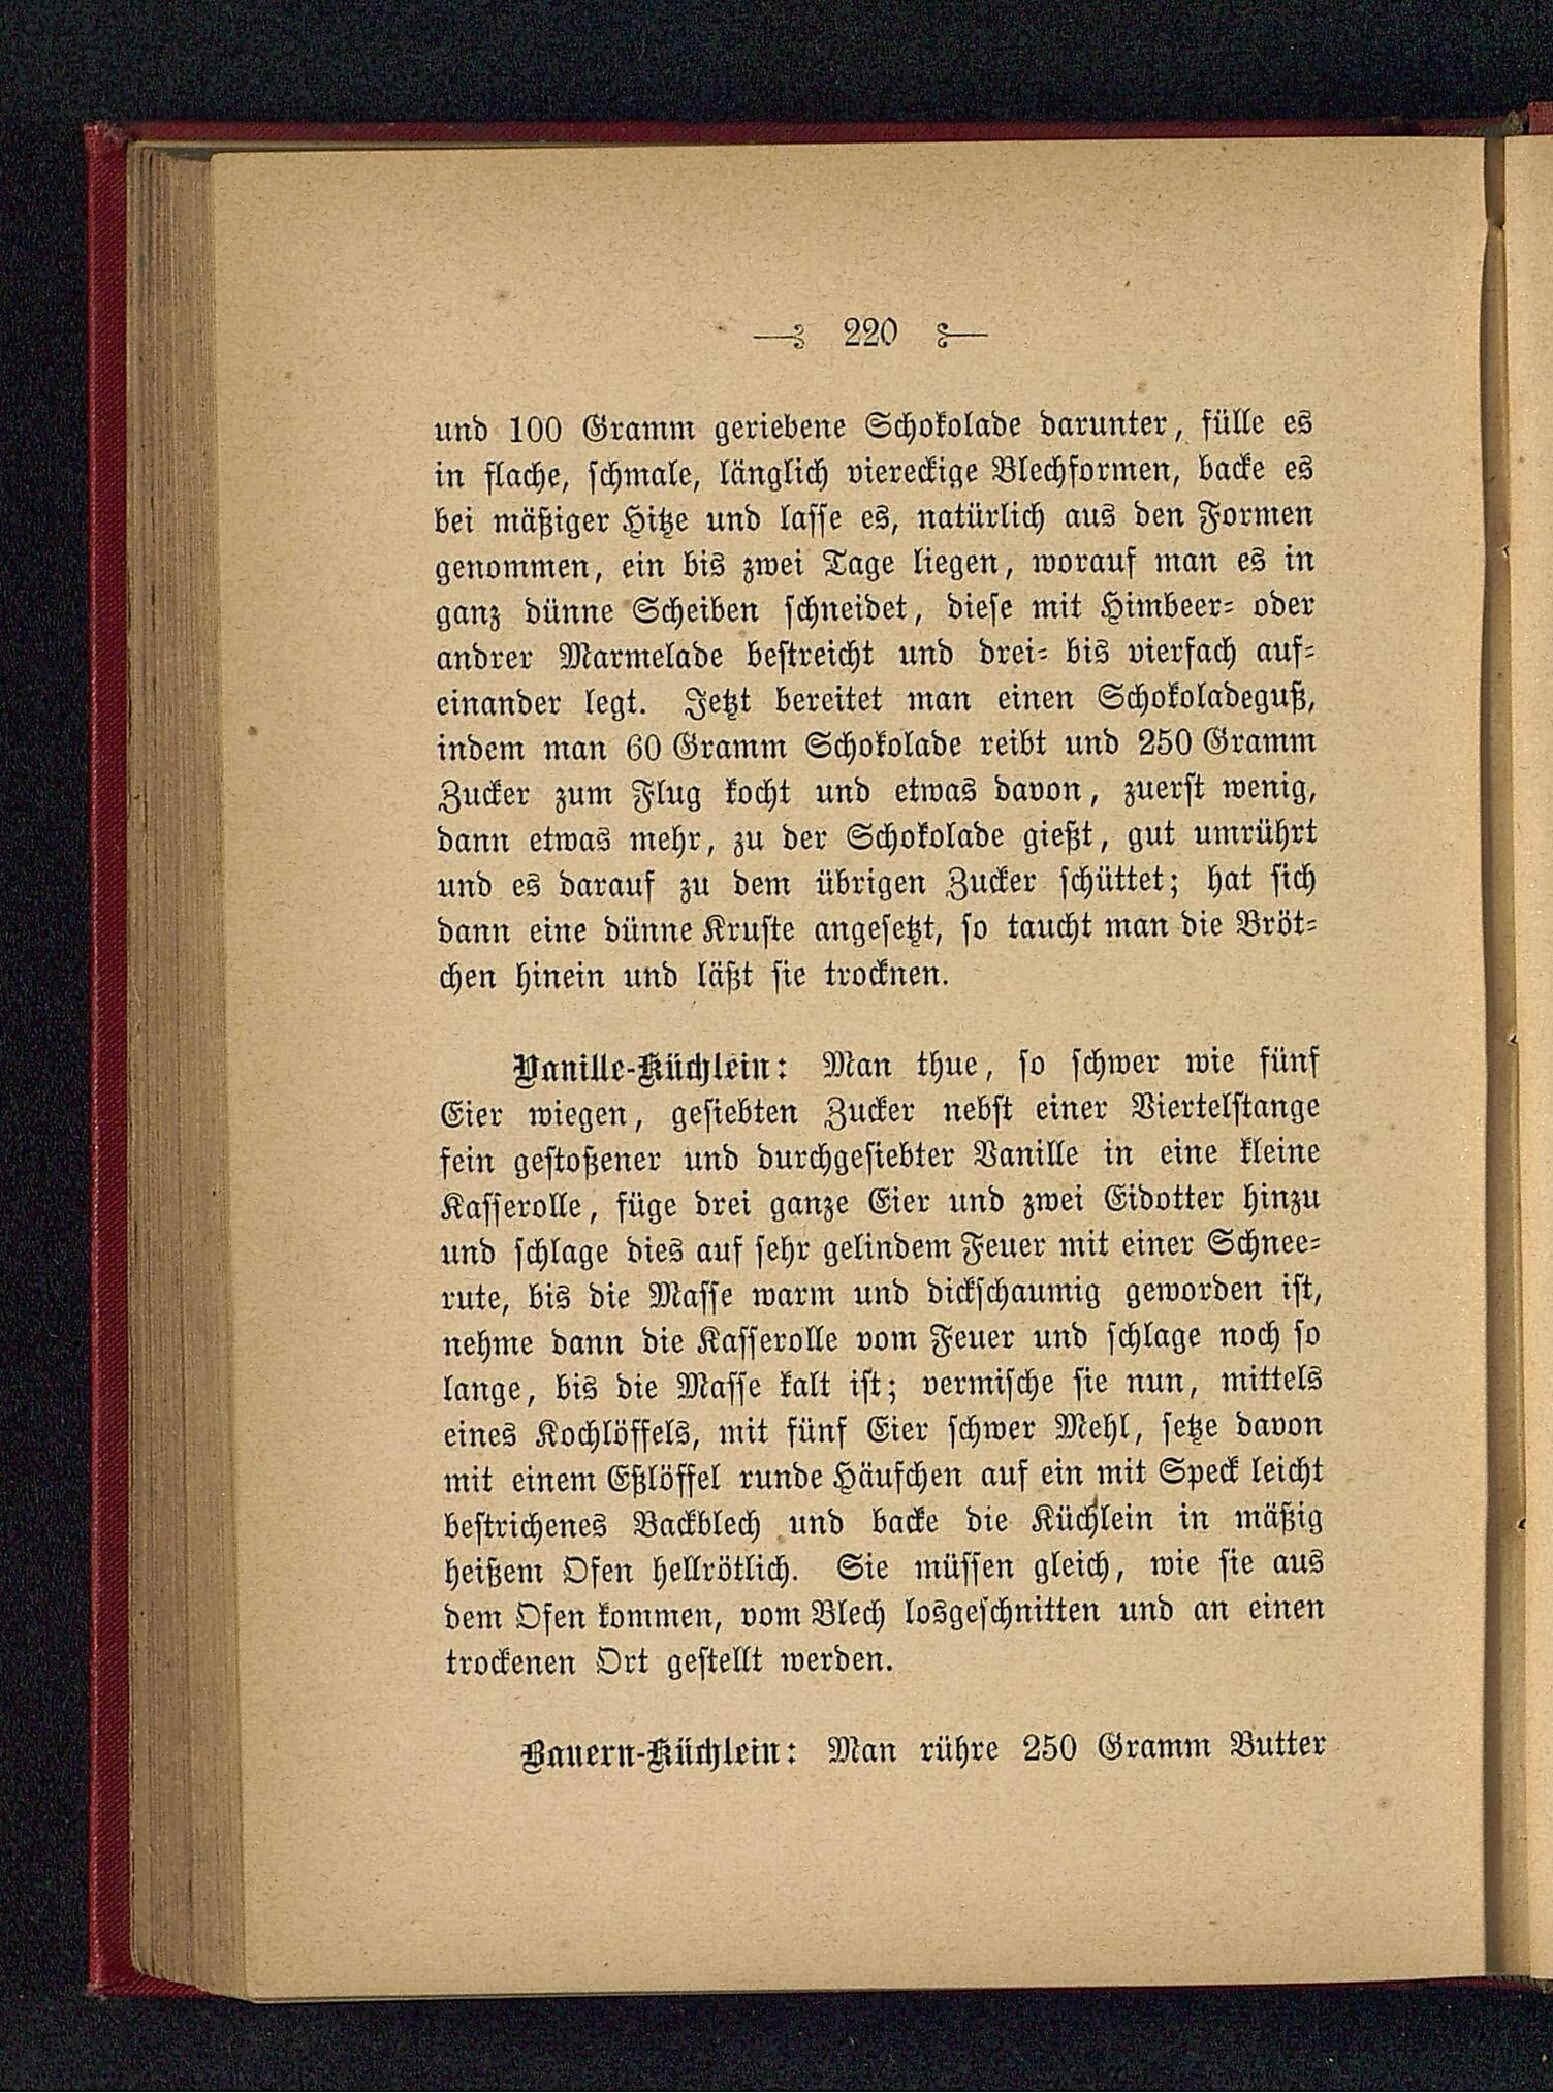 220
und 100 Gramm geriebene Schokolade darunter, fülle es
in flache, schmale, länglich viereckige Blechformen, backe es
bei mäßiger Hitze und lasse es, natürlich aus den Formen
genommen, ein bis zwei Tage liegen, worauf man es in
ganz dünne Scheiben schneidet, diese mit Himbeer- oder
andrer Marmelade bestreicht und drei- bis vierfach auf-
einander legt. Jetzt bereitet man einen Schokoladeguß,
indem man 60 Gramm Schokolade reibt und 250 Gramm
Zucker zum Flug kocht und etwas davon, zuerst wenig,
dann etwas mehr, zu der Schokolade gießt, gut umrührt
und es darauf zu dem übrigen Zucker schüttet; hat sich
dann eine dünne Kruste angesetzt, so taucht man die Bröt-
chen hinein und läßt sie trocknen.
Vanille-Küchlein: Man thue, so schwer wie fünf
Eier wiegen, gesiebten Zucker nebst einer Viertelstange
fein gestoßener und durchgesiebter Vanille in eine kleine
Kasserolle, füge drei ganze Eier und zwei Eidotter hinzu
und schlage dies auf sehr gelindem Feuer mit einer Schnee-
rute, bis die Masse warm und dickschaumig geworden ist,
nehme dann die Kasserolle vom Feuer und schlage noch so
lange, bis die Masse kalt ist; vermische sie nun, mittels
eines Kochlöffels, mit fünf Eier schwer Mehl, setze davon
mit einem Eßlöffel runde Häufchen auf ein mit Speck leicht
bestrichenes Backblech und backe die Küchlein in mäßig
heißem Ofen hellrötlich. Sie müssen gleich, wie sie aus
dem Ofen kommen, vom Blech losgeschnitten und an einen
trockenen Ort gestellt werden.
Bauern-Küchlein: Man rühre 250 Gramm Butter